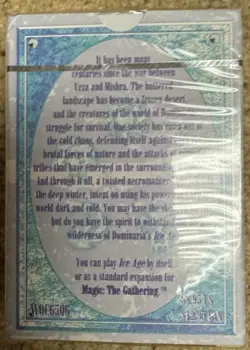 It has been many
centuries since the war between
Urza and Mishra. The battered
landscape has become a frozen desert,
and the creatures of the world of
struggle for survival. One society has risen out of
the cold chaos, defending itself against
brutal forces of nature and the attacks of
tribes that have emerged in the surrounding
And through it all, a twisted necromancer
the deep winter, intent on using his power
world dark and cold. You may have the
but do you have the spirit to withstand
wilderness of Dominaria's Ice
You can play Ice Age by itself
or as a standard expansion for
Magic: The Gathering.™
WOC6506